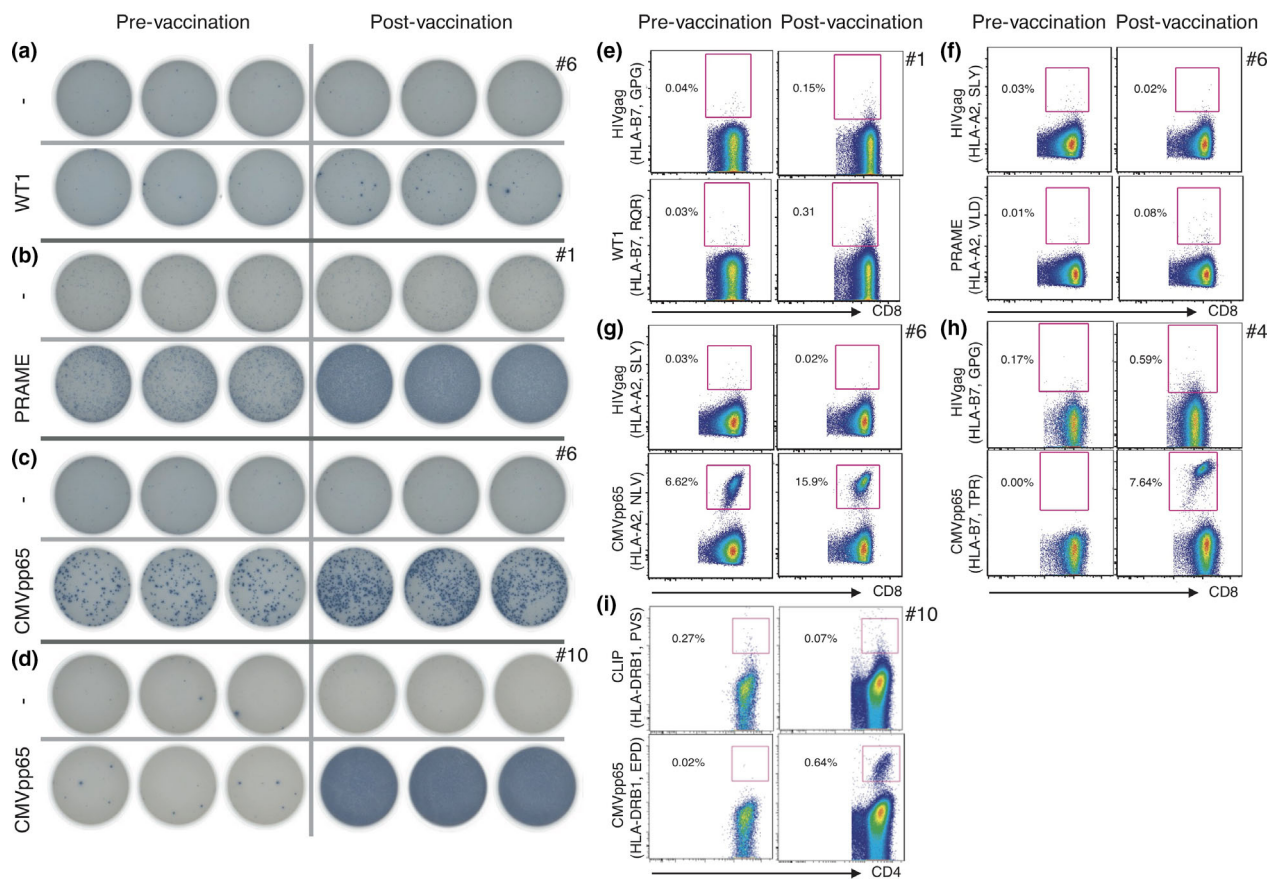 Pre-vaccination Post-vaccination
(a)
#6
-
WT1
(b)
#1
-
PRAME
(c)
#6
-
CMVpp65
(d)
#10
-
CMVpp65
Pre-vaccination Post-vaccination
(e)
#1
HIVgag
(HLA-B7, GPG)
0.04%
0.15%
WT1
(HLA-B7, RQR)
0.03%
0.31
CD8
Pre-vaccination Post-vaccination
(f)
#6
HIVgag
(HLA-A2, SLY)
0.03%
0.02%
PRAME
(HLA-A2, VLD)
0.01%
0.08%
CD8
(g)
#6
HIVgag
(HLA-A2, SLY)
0.03%
0.02%
CMVpp65
(HLA-A2, NLV)
6.62%
15.9%
CD8
(h)
#4
HIVgag
(HLA-B7, GPG)
0.17%
0.59%
CMVpp65
(HLA-B7, TPR)
0.00%
7.64%
CD8
(i)
#10
CLIP
(HLA-DRB1, PVS)
0.27%
0.07%
CMVpp65
(HLA-DRB1, EPD)
0.02%
0.64%
CD4